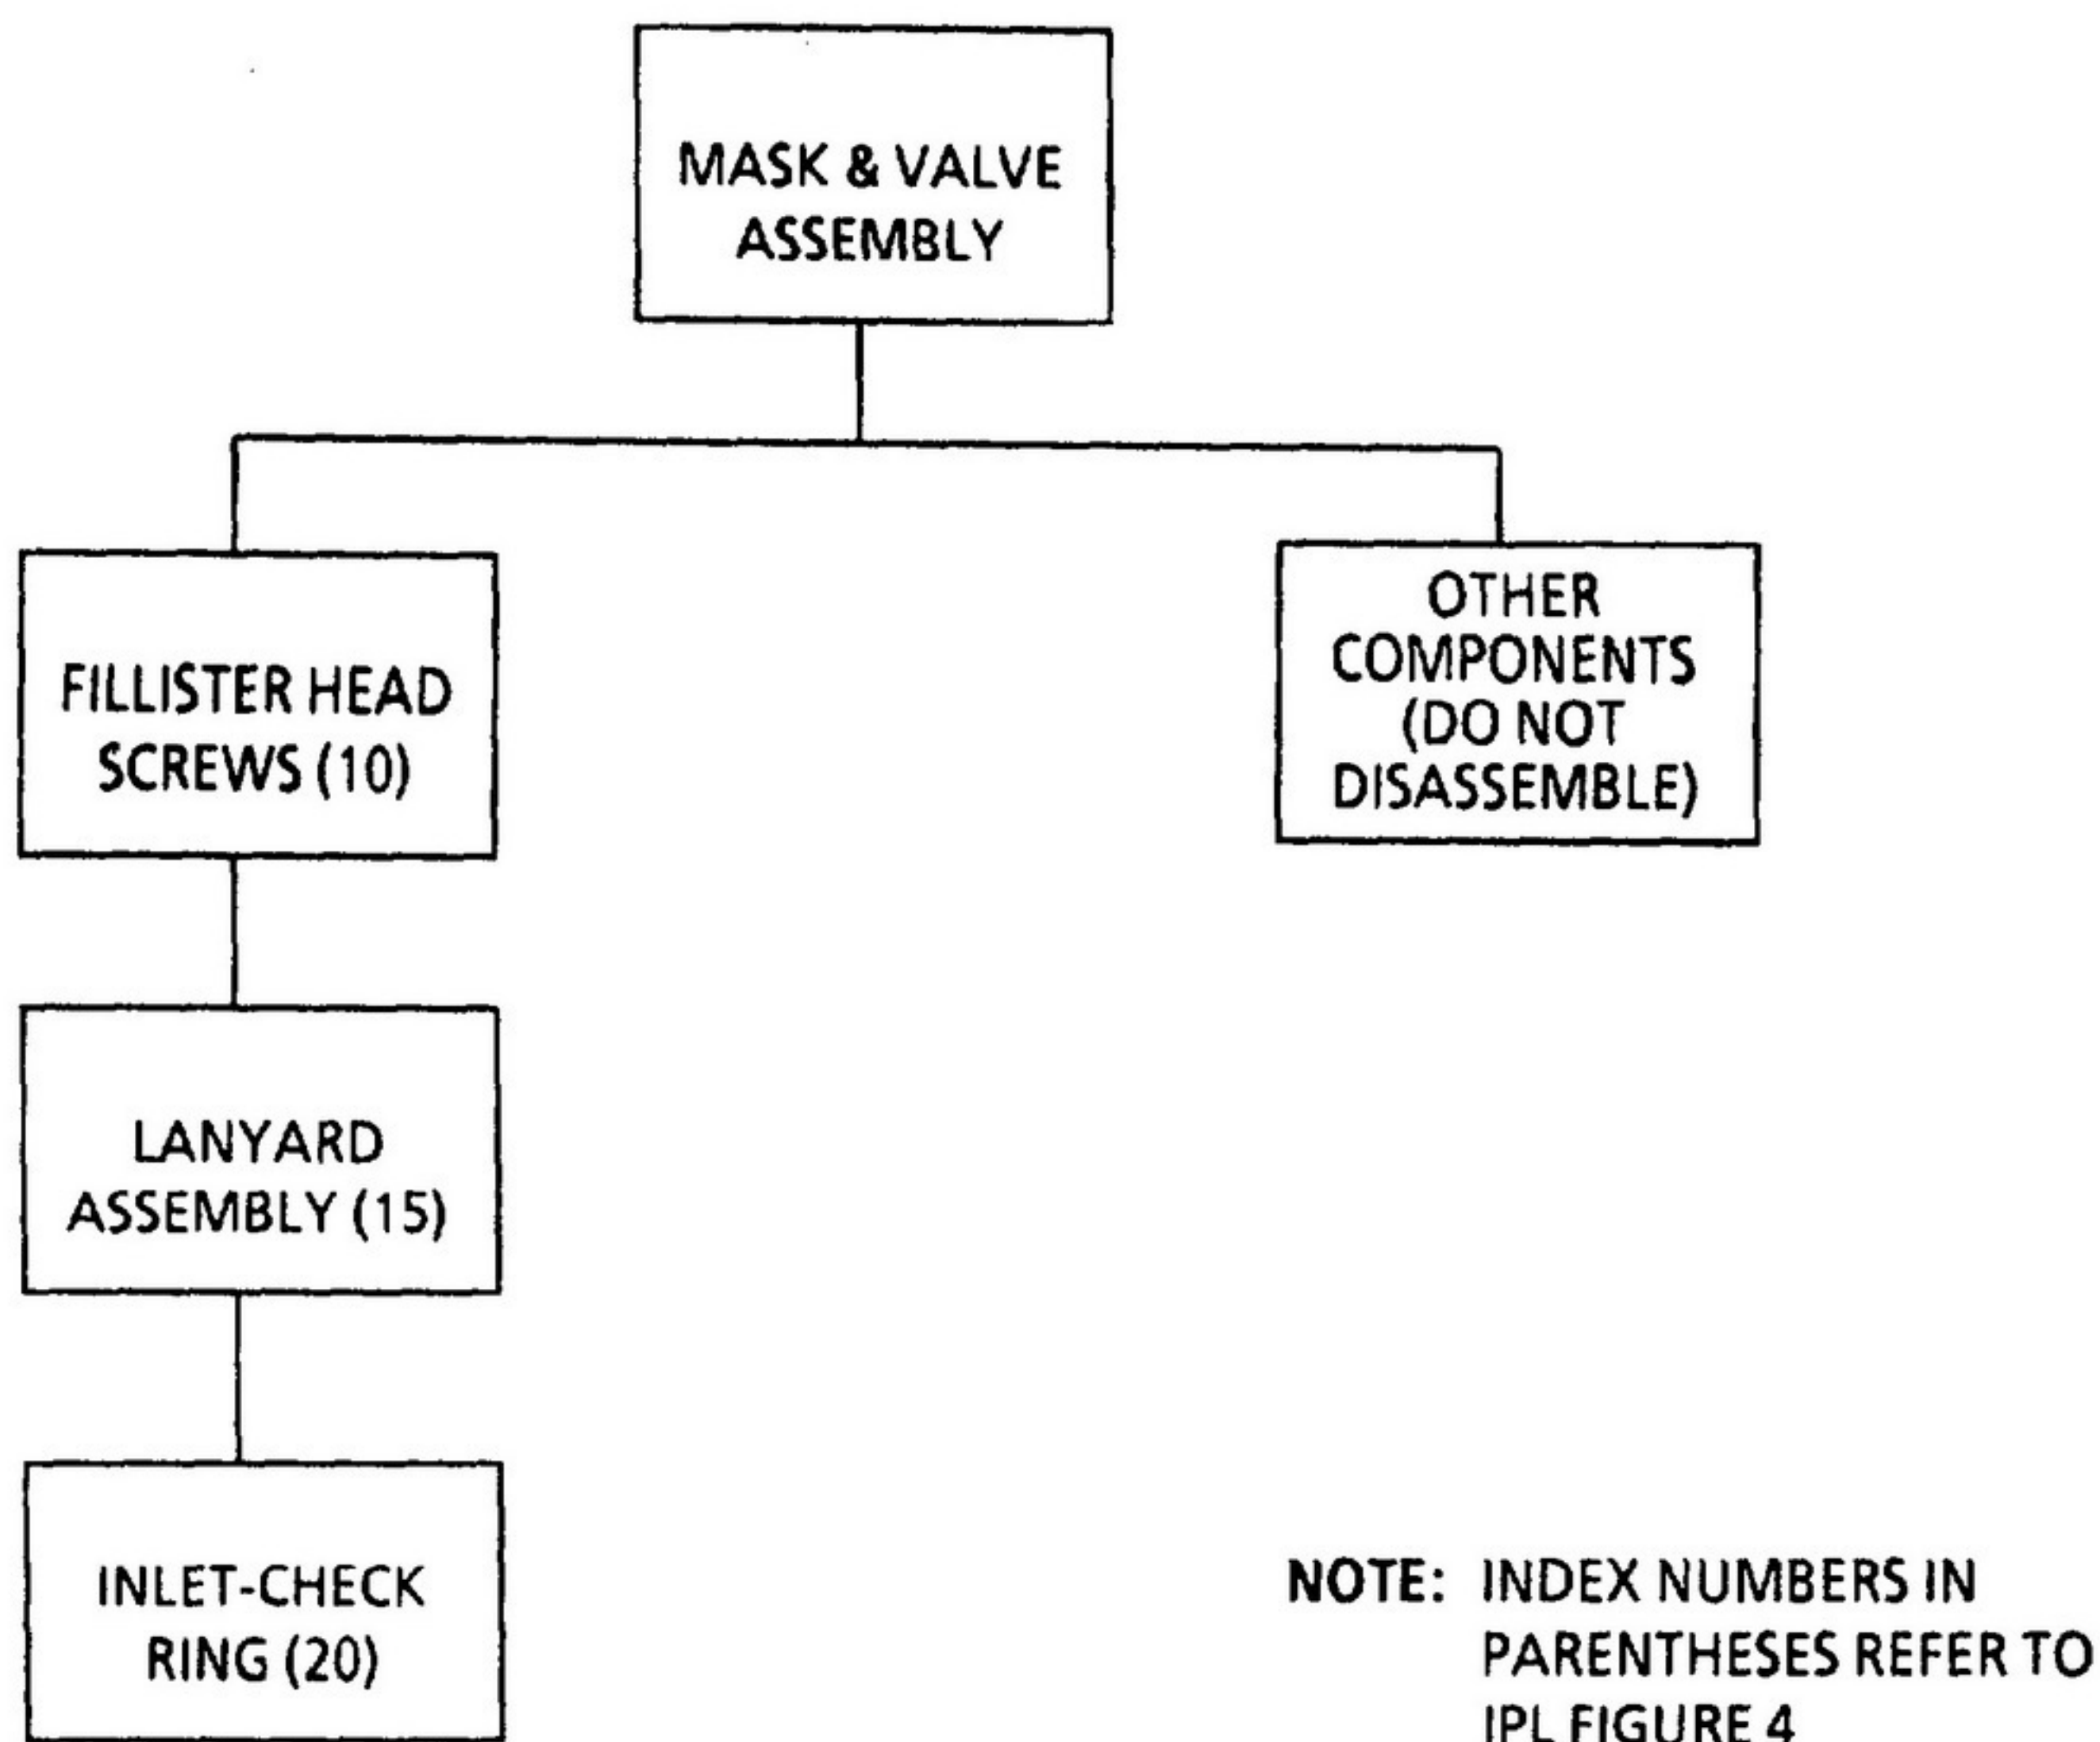 MASK & VALVE
ASSEMBLY
FILLISTER HEAD
SCREWS (10)
OTHER
COMPONENTS
(DO NOT
DISASSEMBLE)
LANYARD
ASSEMBLY (15)
INLET-CHECK
RING (20)
NOTE: INDEX NUMBERS IN
PARENTHESES REFER TO
IPL FIGURE 4